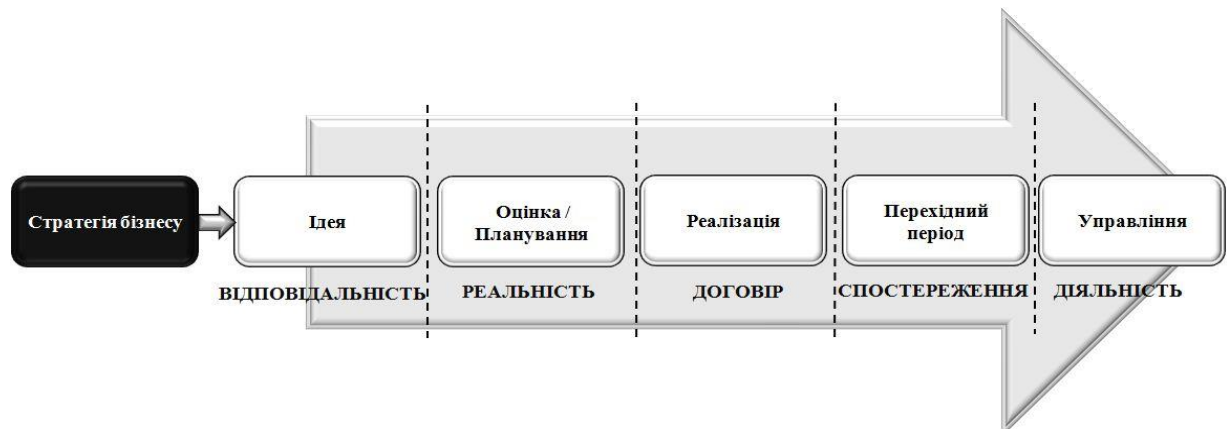 Стратегія бізнесу
Ідея
Оцінка /
Планування
Реалізація
Перехідний
період
Управління
ВІДПОВІДАЛЬНІСТЬ
РЕАЛЬНІСТЬ
ДОГОВІР
СПОСТЕРЕЖЕННЯ
ДІЯЛЬНІСТЬ